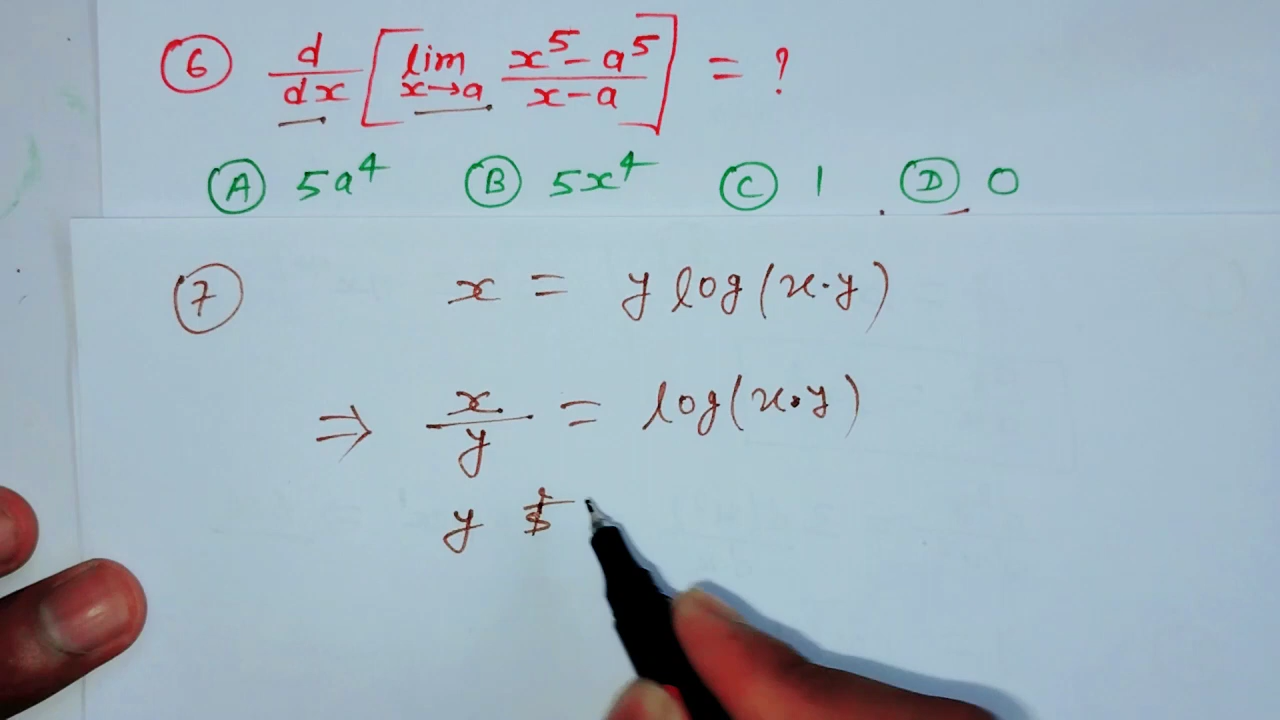 ⑥ d/dx [ lim x→a (x⁵ - a⁵)/(x - a) ] = ?
Ⓐ 5a⁴ Ⓑ 5x⁴ Ⓒ 1 Ⓓ 0
⑦ x = y log(x·y)
⇒ x/y = log(x·y)
y